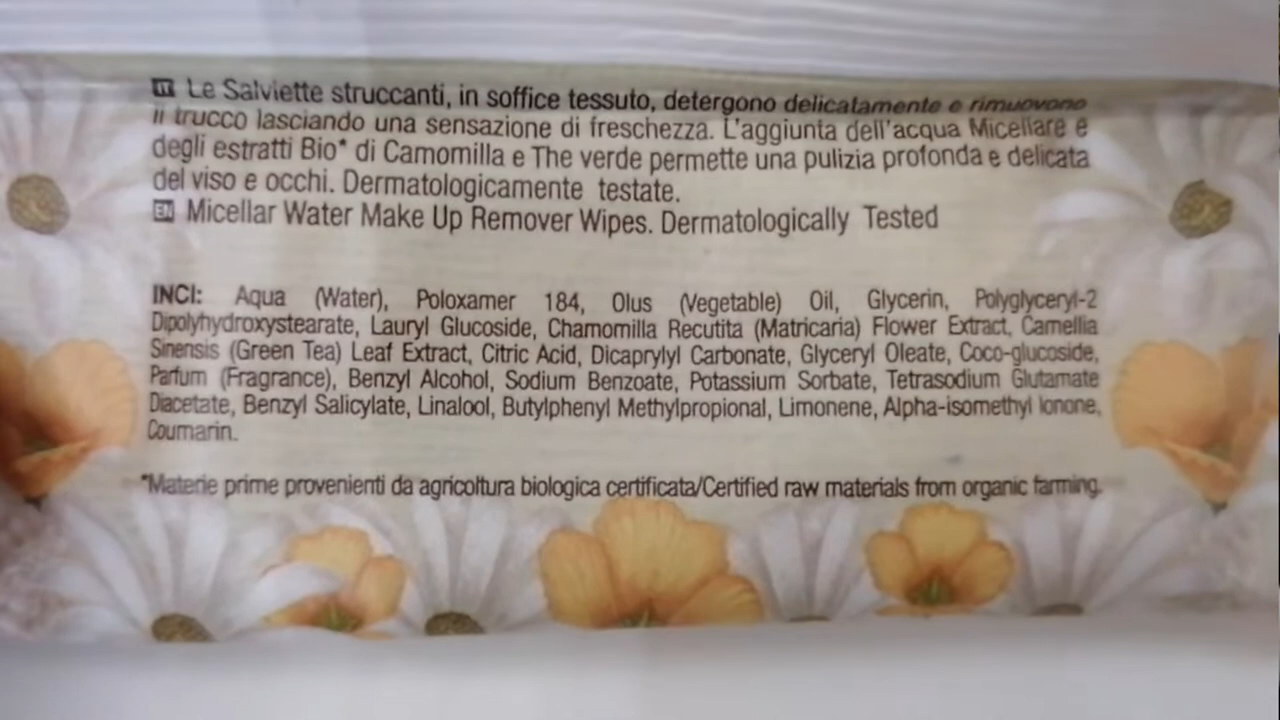 IT Le Salviette struccanti, in soffice tessuto, detergono delicatamente e rimuovono
il trucco lasciando una sensazione di freschezza. L'aggiunta dell'acqua Micellare e
degli estratti Bio* di Camomilla e The verde permette una pulizia profonda e delicata
del viso e occhi. Dermatologicamente testate.
EN Micellar Water Make Up Remover Wipes. Dermatologically Tested
INCI: Aqua (Water), Poloxamer 184, Olus (Vegetable) Oil, Glycerin, Polyglyceryl-2
Dipolyhydroxystearate, Lauryl Glucoside, Chamomilla Recutita (Matricaria) Flower Extract, Camellia
Sinensis (Green Tea) Leaf Extract, Citric Acid, Dicaprylyl Carbonate, Glyceryl Oleate, Coco-glucoside,
Parfum (Fragrance), Benzyl Alcohol, Sodium Benzoate, Potassium Sorbate, Tetrasodium Glutamate
Diacetate, Benzyl Salicylate, Linalool, Butylphenyl Methylpropional, Limonene, Alpha-isomethyl Ionone,
Coumarin.
*Materie prime provenienti da agricoltura biologica certificata/Certified raw materials from organic farming.